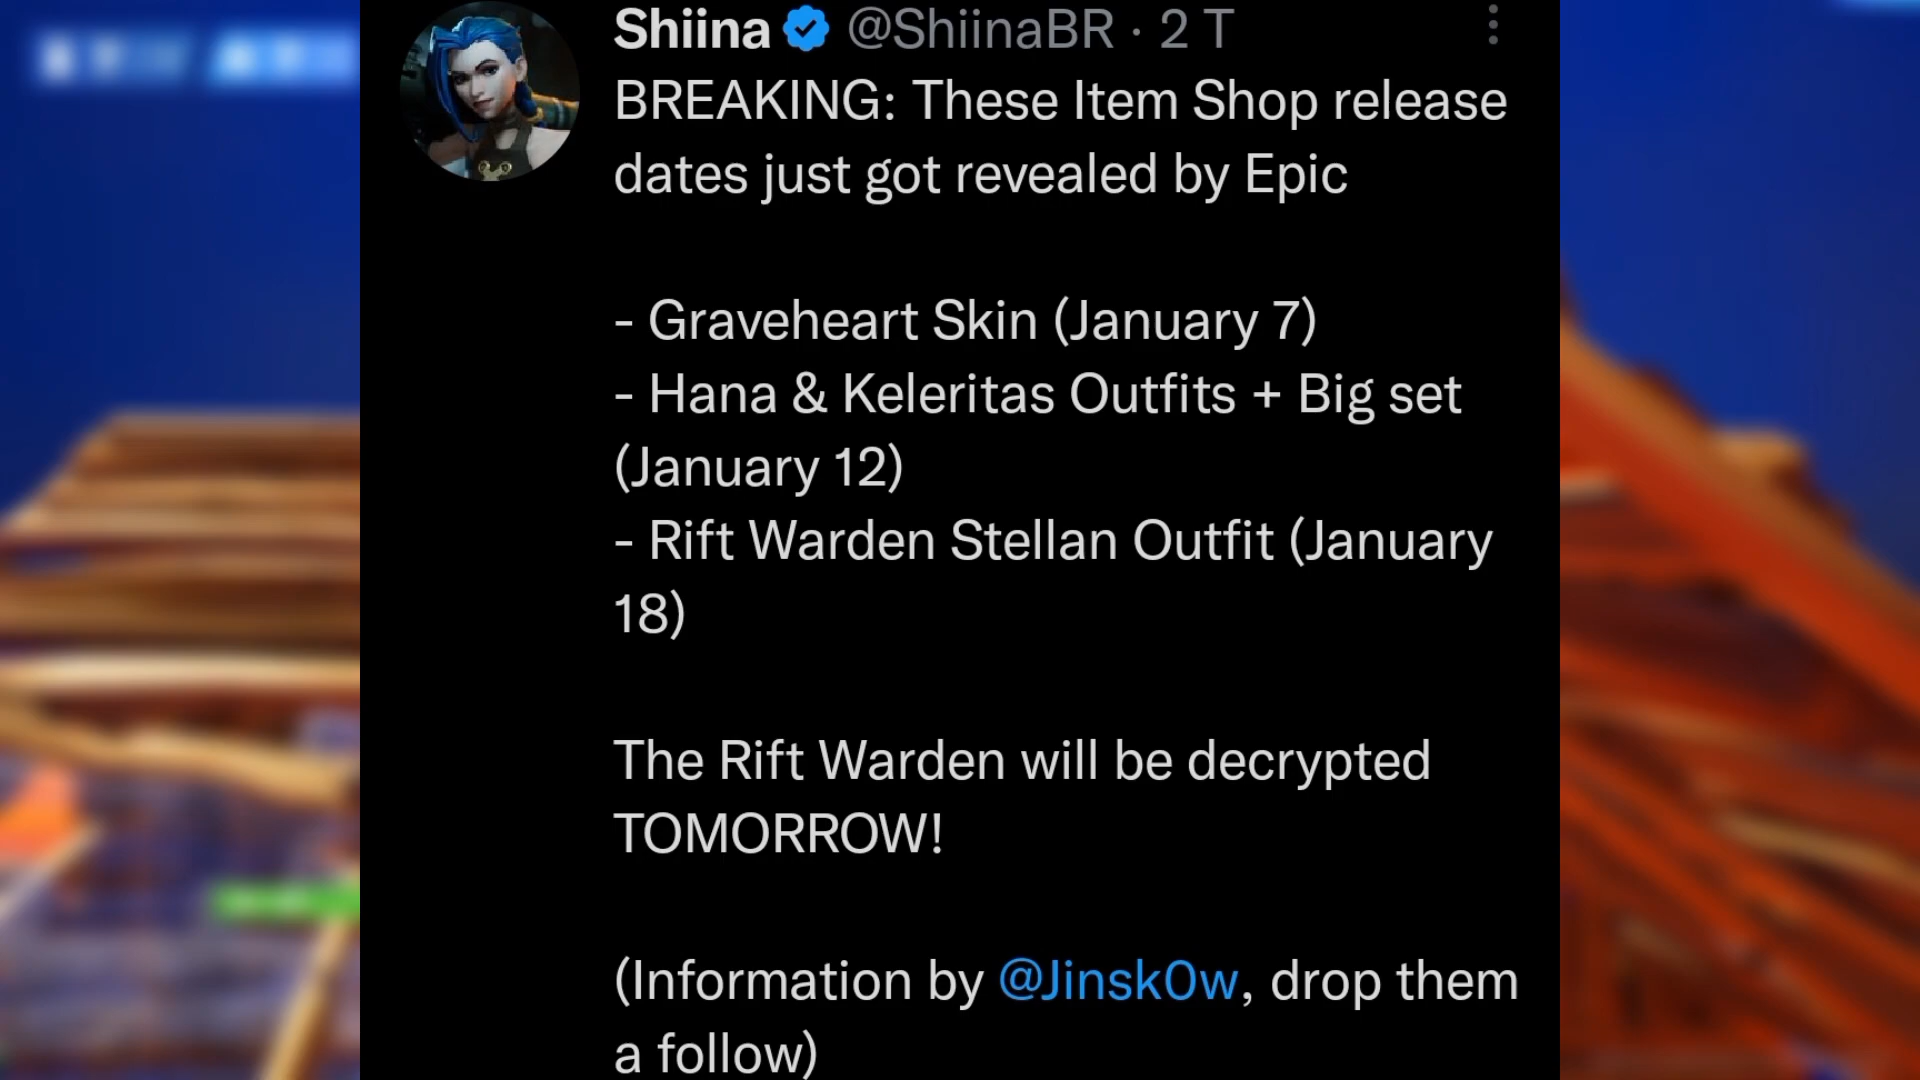 Shiina @ShiinaBR · 2 T
BREAKING: These Item Shop release
dates just got revealed by Epic
- Graveheart Skin (January 7)
- Hana & Keleritas Outfits + Big set
(January 12)
- Rift Warden Stellan Outfit (January
18)
The Rift Warden will be decrypted
TOMORROW!
(Information by @Jinsk0w, drop them
a follow)